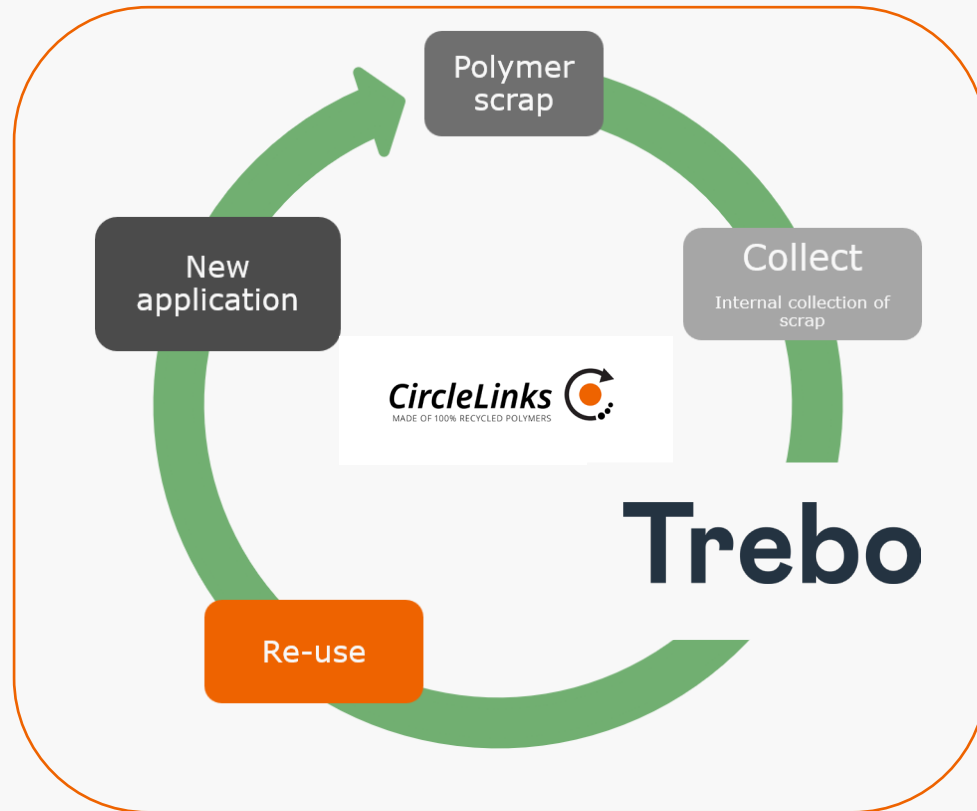 Polymer
scrap
Collect
Internal collection of
scrap
New
application
CircleLinks
MADE OF 100% RECYCLED POLYMERS
Trebo
Re-use